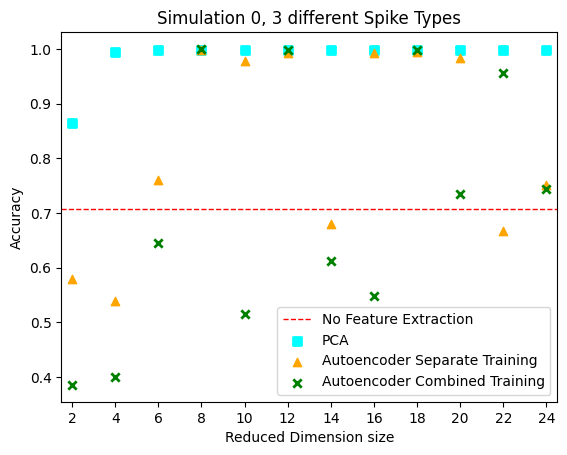 Simulation 0, 3 different Spike Types
Accuracy
1.0
0.9
0.8
0.7
0.6
0.5
0.4
No Feature Extraction
PCA
Autoencoder Separate Training
Autoencoder Combined Training
2 4 6 8 10 12 14 16 18 20 22 24
Reduced Dimension size